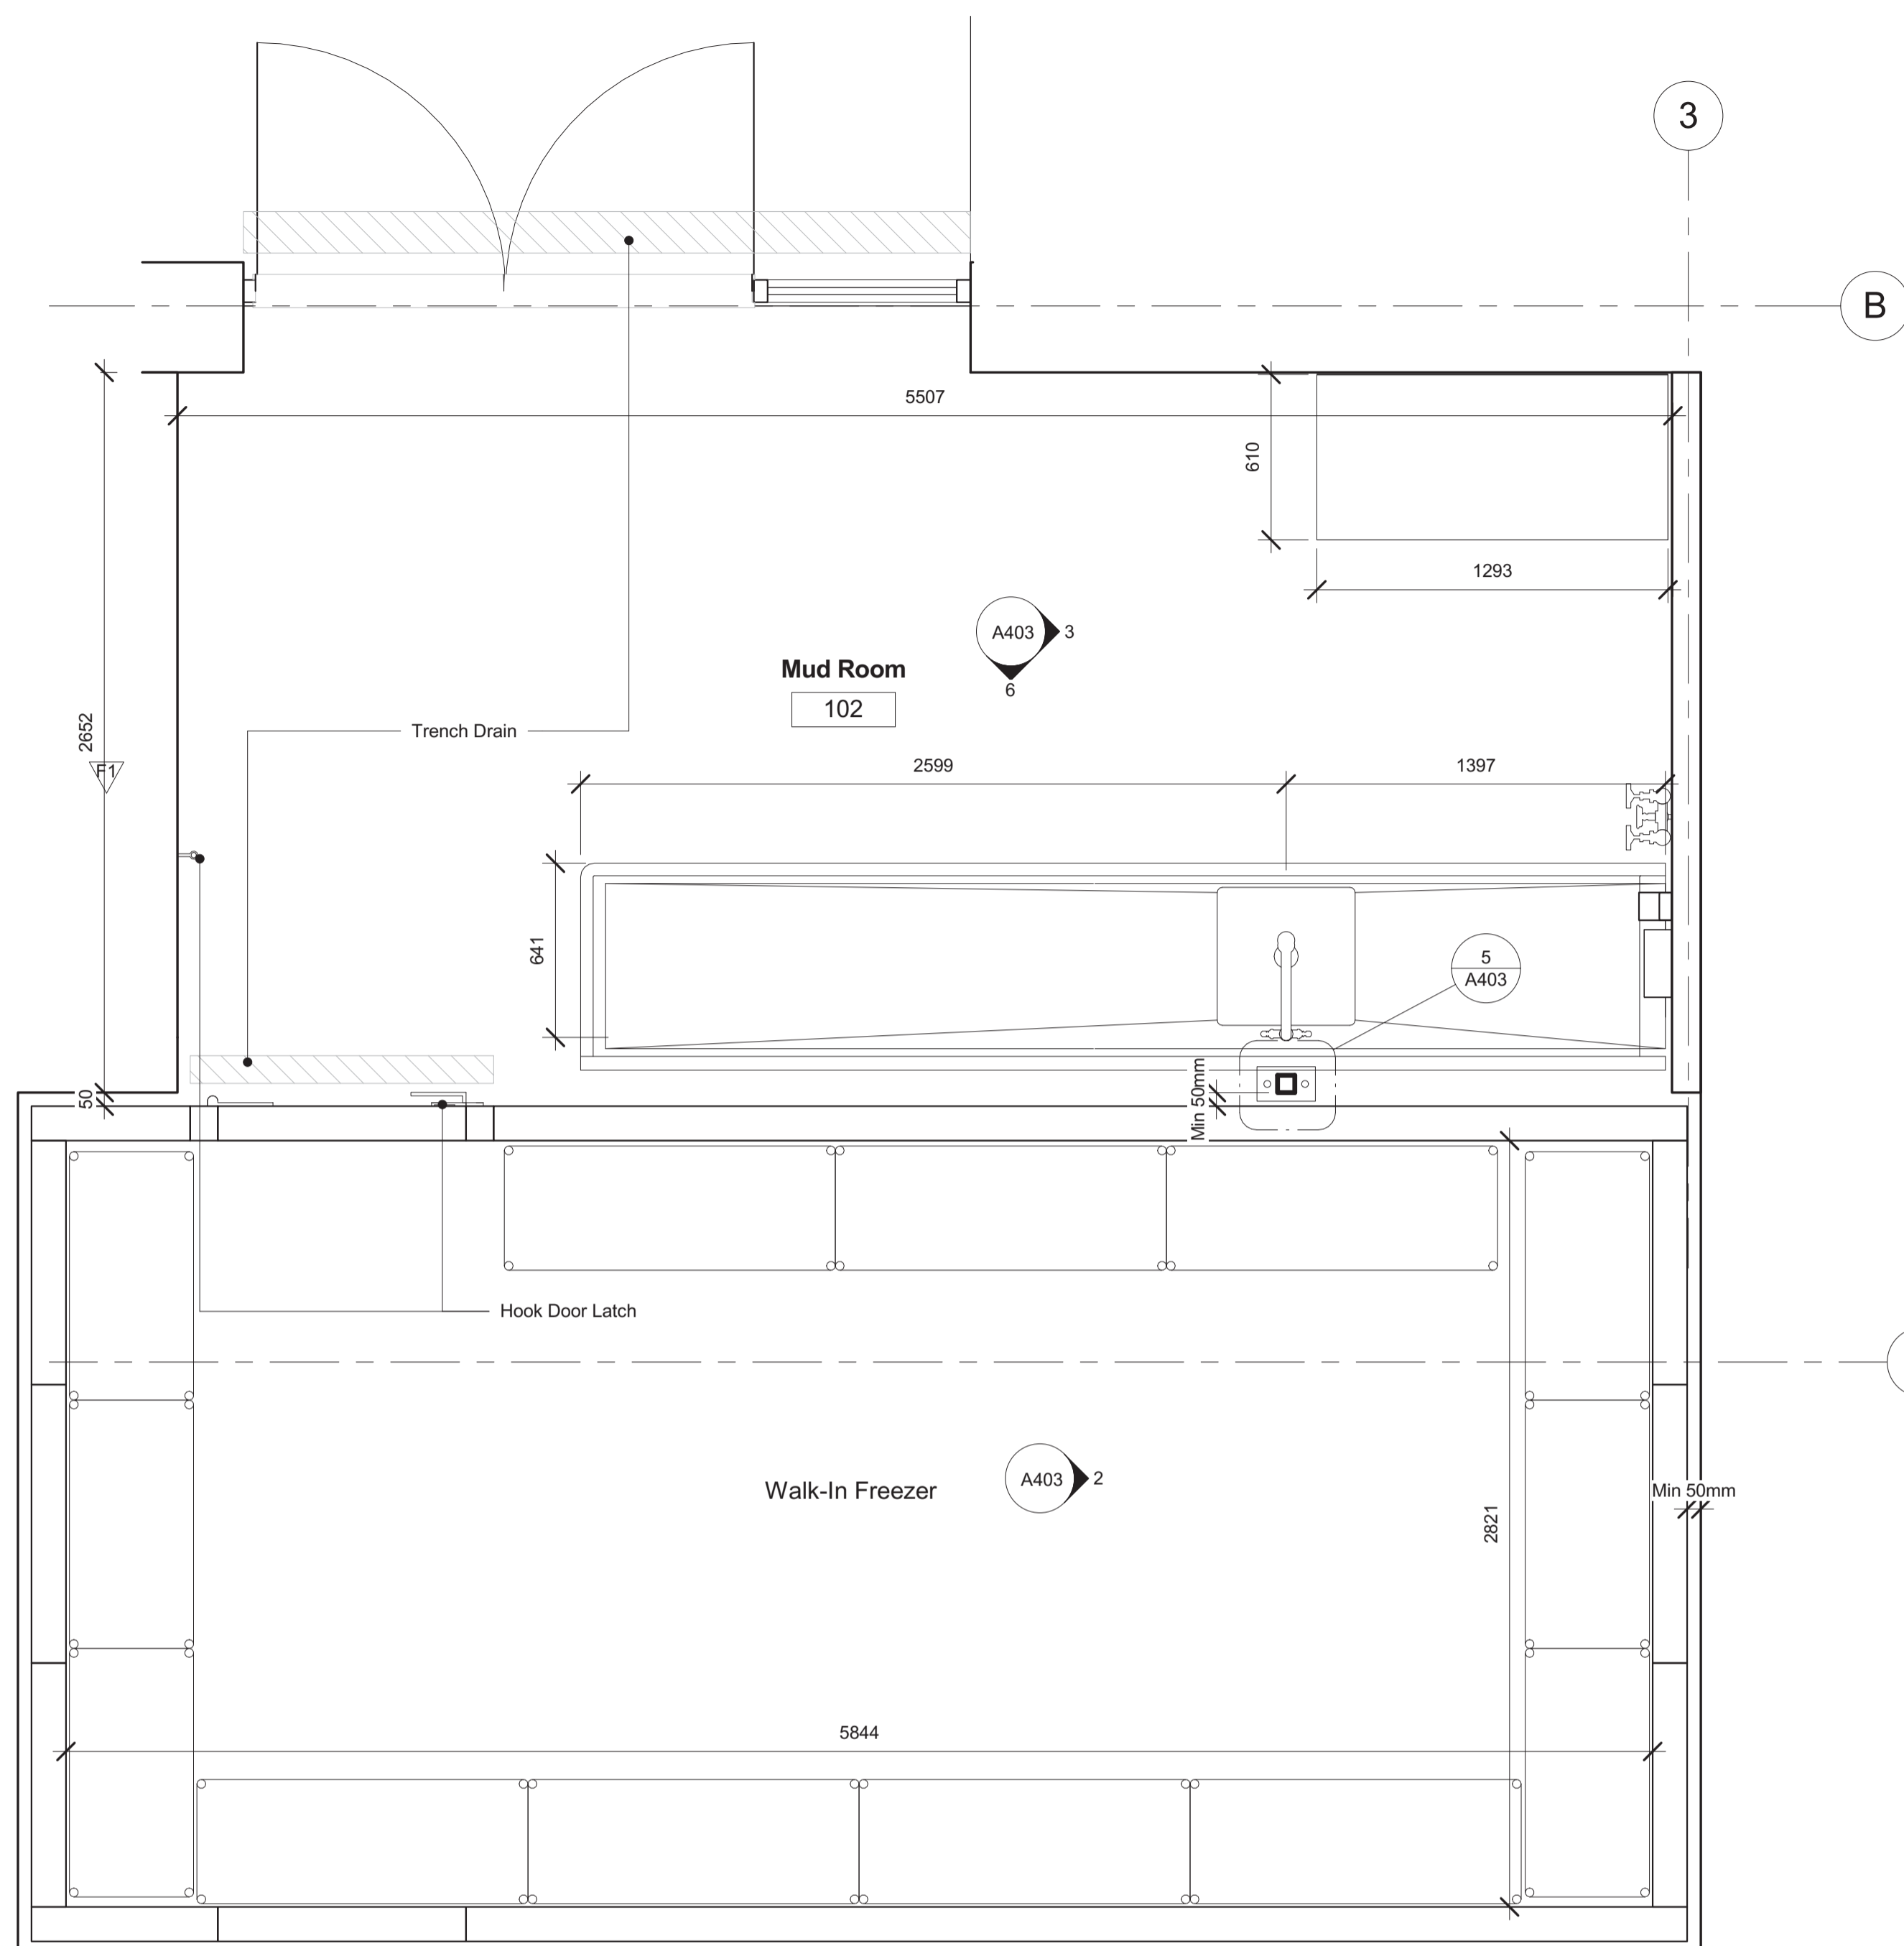 3
B
5507
610
1293
A403
3
6
Mud Room
102
2652
F1
Trench Drain
2599
1397
641
5
A403
50
Min 50mm
Hook Door Latch
Walk-In Freezer
A403
2
2821
Min 50mm
5844